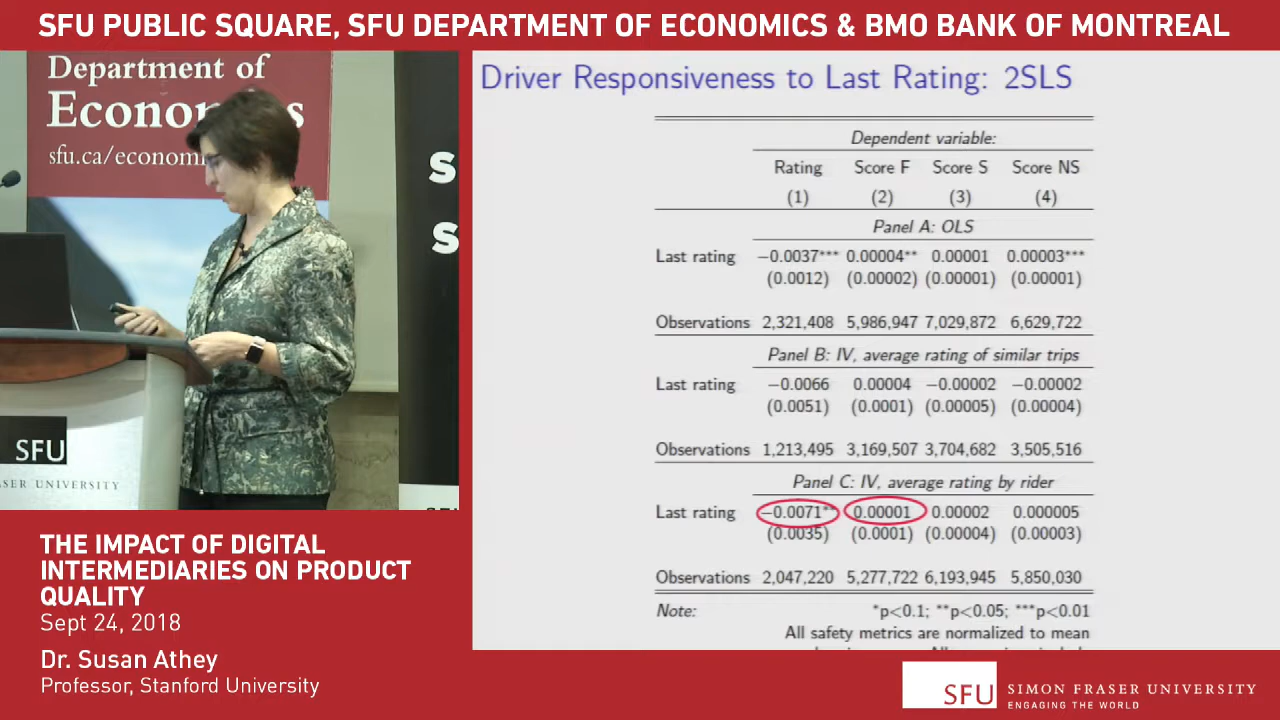 SFU PUBLIC SQUARE, SFU DEPARTMENT OF ECONOMICS & BMO BANK OF MONTREAL
Department of
sfu.ca/econom
S
S
SFU
UNIVERSITY
THE IMPACT OF DIGITAL
INTERMEDIARIES ON PRODUCT
QUALITY
Sept 24, 2018
Dr. Susan Athey
Professor, Stanford University
Driver Responsiveness to Last Rating: 2SLS
Dependent variable:
Rating Score F Score S Score NS
(1) (2) (3) (4)
Panel A: OLS
Last rating −0.0037*** 0.00004** 0.00001 0.00003***
(0.0012) (0.00002) (0.00001) (0.00001)
Observations 2,321,408 5,986,947 7,029,872 6,629,722
Panel B: IV, average rating of similar trips
Last rating −0.0066 0.00004 −0.00002 −0.00002
(0.0051) (0.0001) (0.00005) (0.00004)
Observations 1,213,495 3,169,507 3,704,682 3,505,516
Panel C: IV, average rating by rider
Last rating −0.0071** 0.00001 0.00002 0.000005
(0.0035) (0.0001) (0.00004) (0.00003)
Observations 2,047,220 5,277,722 6,193,945 5,850,030
Note: *p<0.1; **p<0.05; ***p<0.01
All safety metrics are normalized to mean
SFU SIMON FRASER UNIVERSITY
ENGAGING THE WORLD